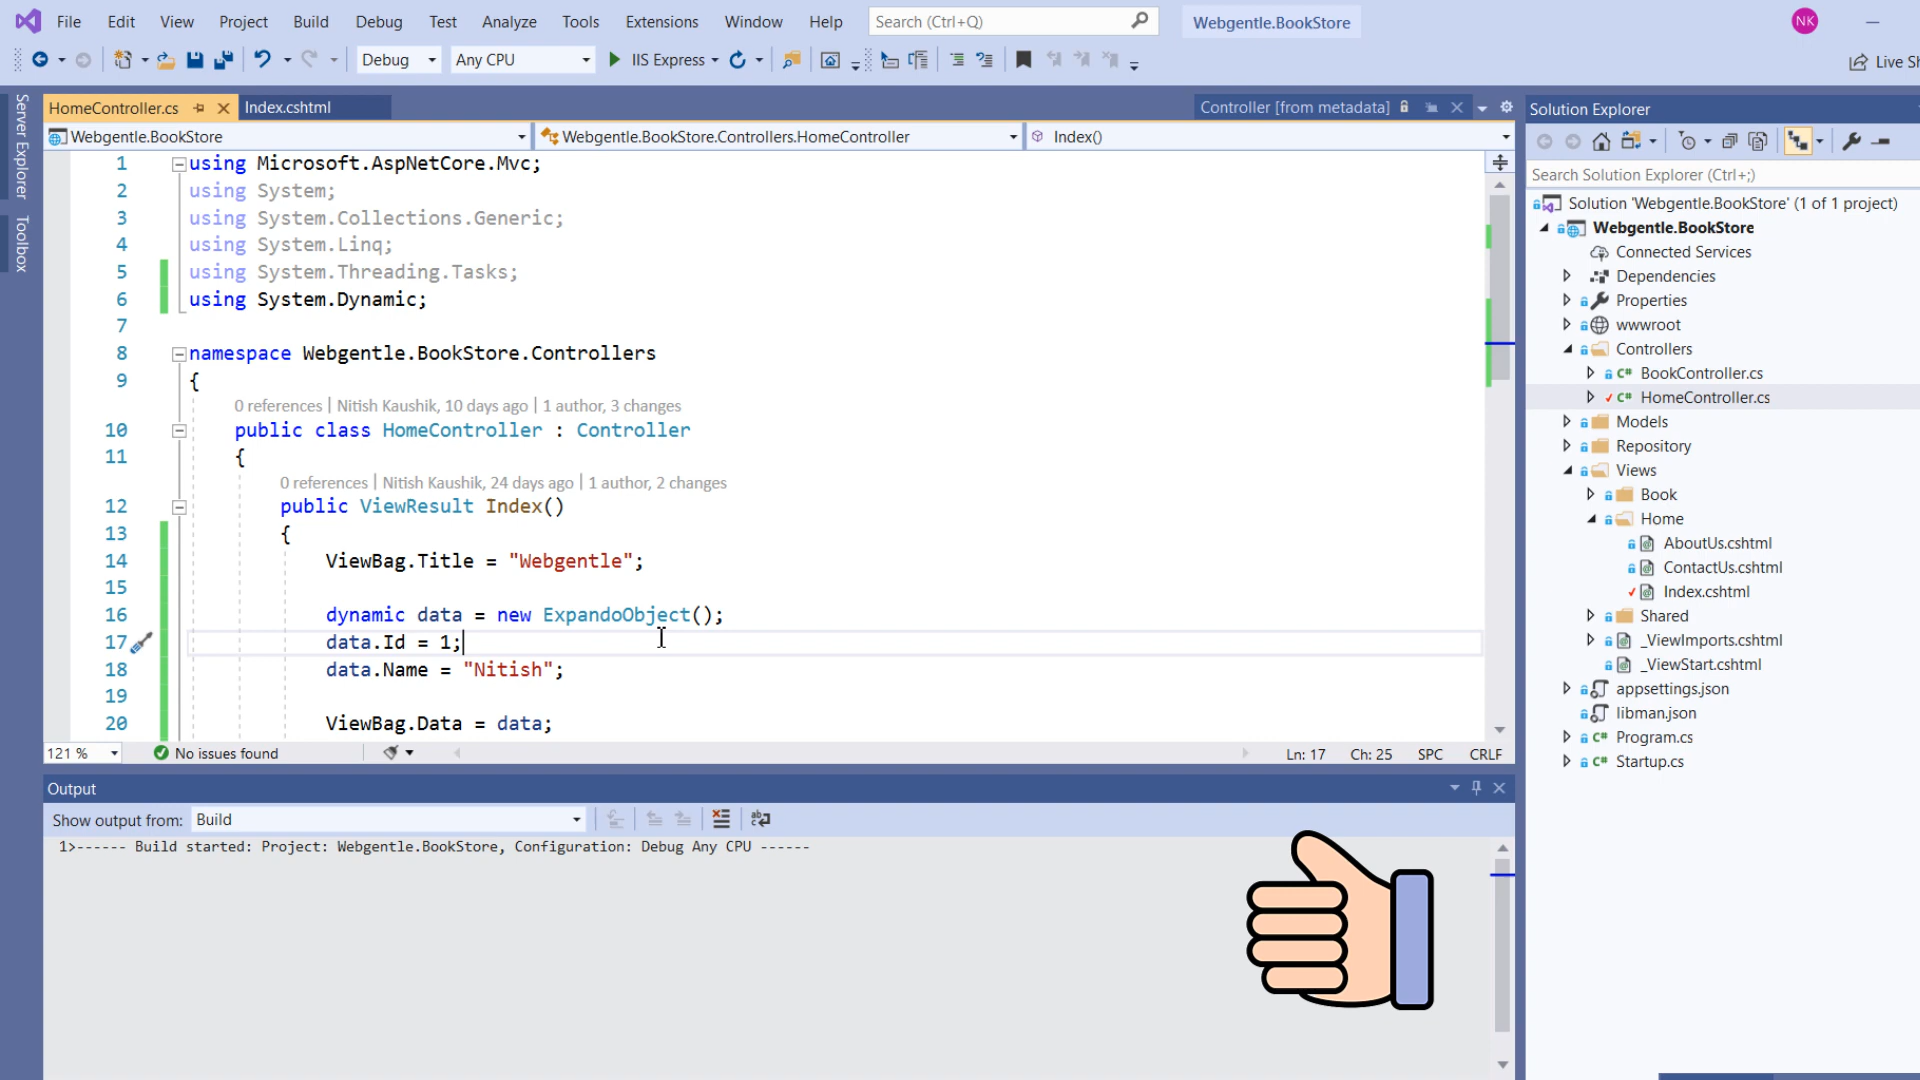 File Edit View Project Build Debug Test Analyze Tools Extensions Window Help Search (Ctrl+Q) Webgentle.BookStore NK
Debug Any CPU IIS Express Live Sh
Server Explorer
Toolbox
HomeController.cs Index.cshtml Controller [from metadata]
Webgentle.BookStore Webgentle.BookStore.Controllers.HomeController Index()
1 using Microsoft.AspNetCore.Mvc;
2 using System;
3 using System.Collections.Generic;
4 using System.Linq;
5 using System.Threading.Tasks;
6 using System.Dynamic;
7
8 namespace Webgentle.BookStore.Controllers
9 {
0 references | Nitish Kaushik, 10 days ago | 1 author, 3 changes
10 public class HomeController : Controller
11 {
0 references | Nitish Kaushik, 24 days ago | 1 author, 2 changes
12 public ViewResult Index()
13 {
14 ViewBag.Title = "Webgentle";
15
16 dynamic data = new ExpandoObject();
17 data.Id = 1;
18 data.Name = "Nitish";
19
20 ViewBag.Data = data;
121 % No issues found Ln: 17 Ch: 25 SPC CRLF
Output
Show output from: Build
1>------ Build started: Project: Webgentle.BookStore, Configuration: Debug Any CPU ------
Solution Explorer
Search Solution Explorer (Ctrl+;)
Solution 'Webgentle.BookStore' (1 of 1 project)
Webgentle.BookStore
Connected Services
Dependencies
Properties
wwwroot
Controllers
C# BookController.cs
C# HomeController.cs
Models
Repository
Views
Book
Home
AboutUs.cshtml
ContactUs.cshtml
Index.cshtml
Shared
_ViewImports.cshtml
_ViewStart.cshtml
appsettings.json
libman.json
C# Program.cs
C# Startup.cs